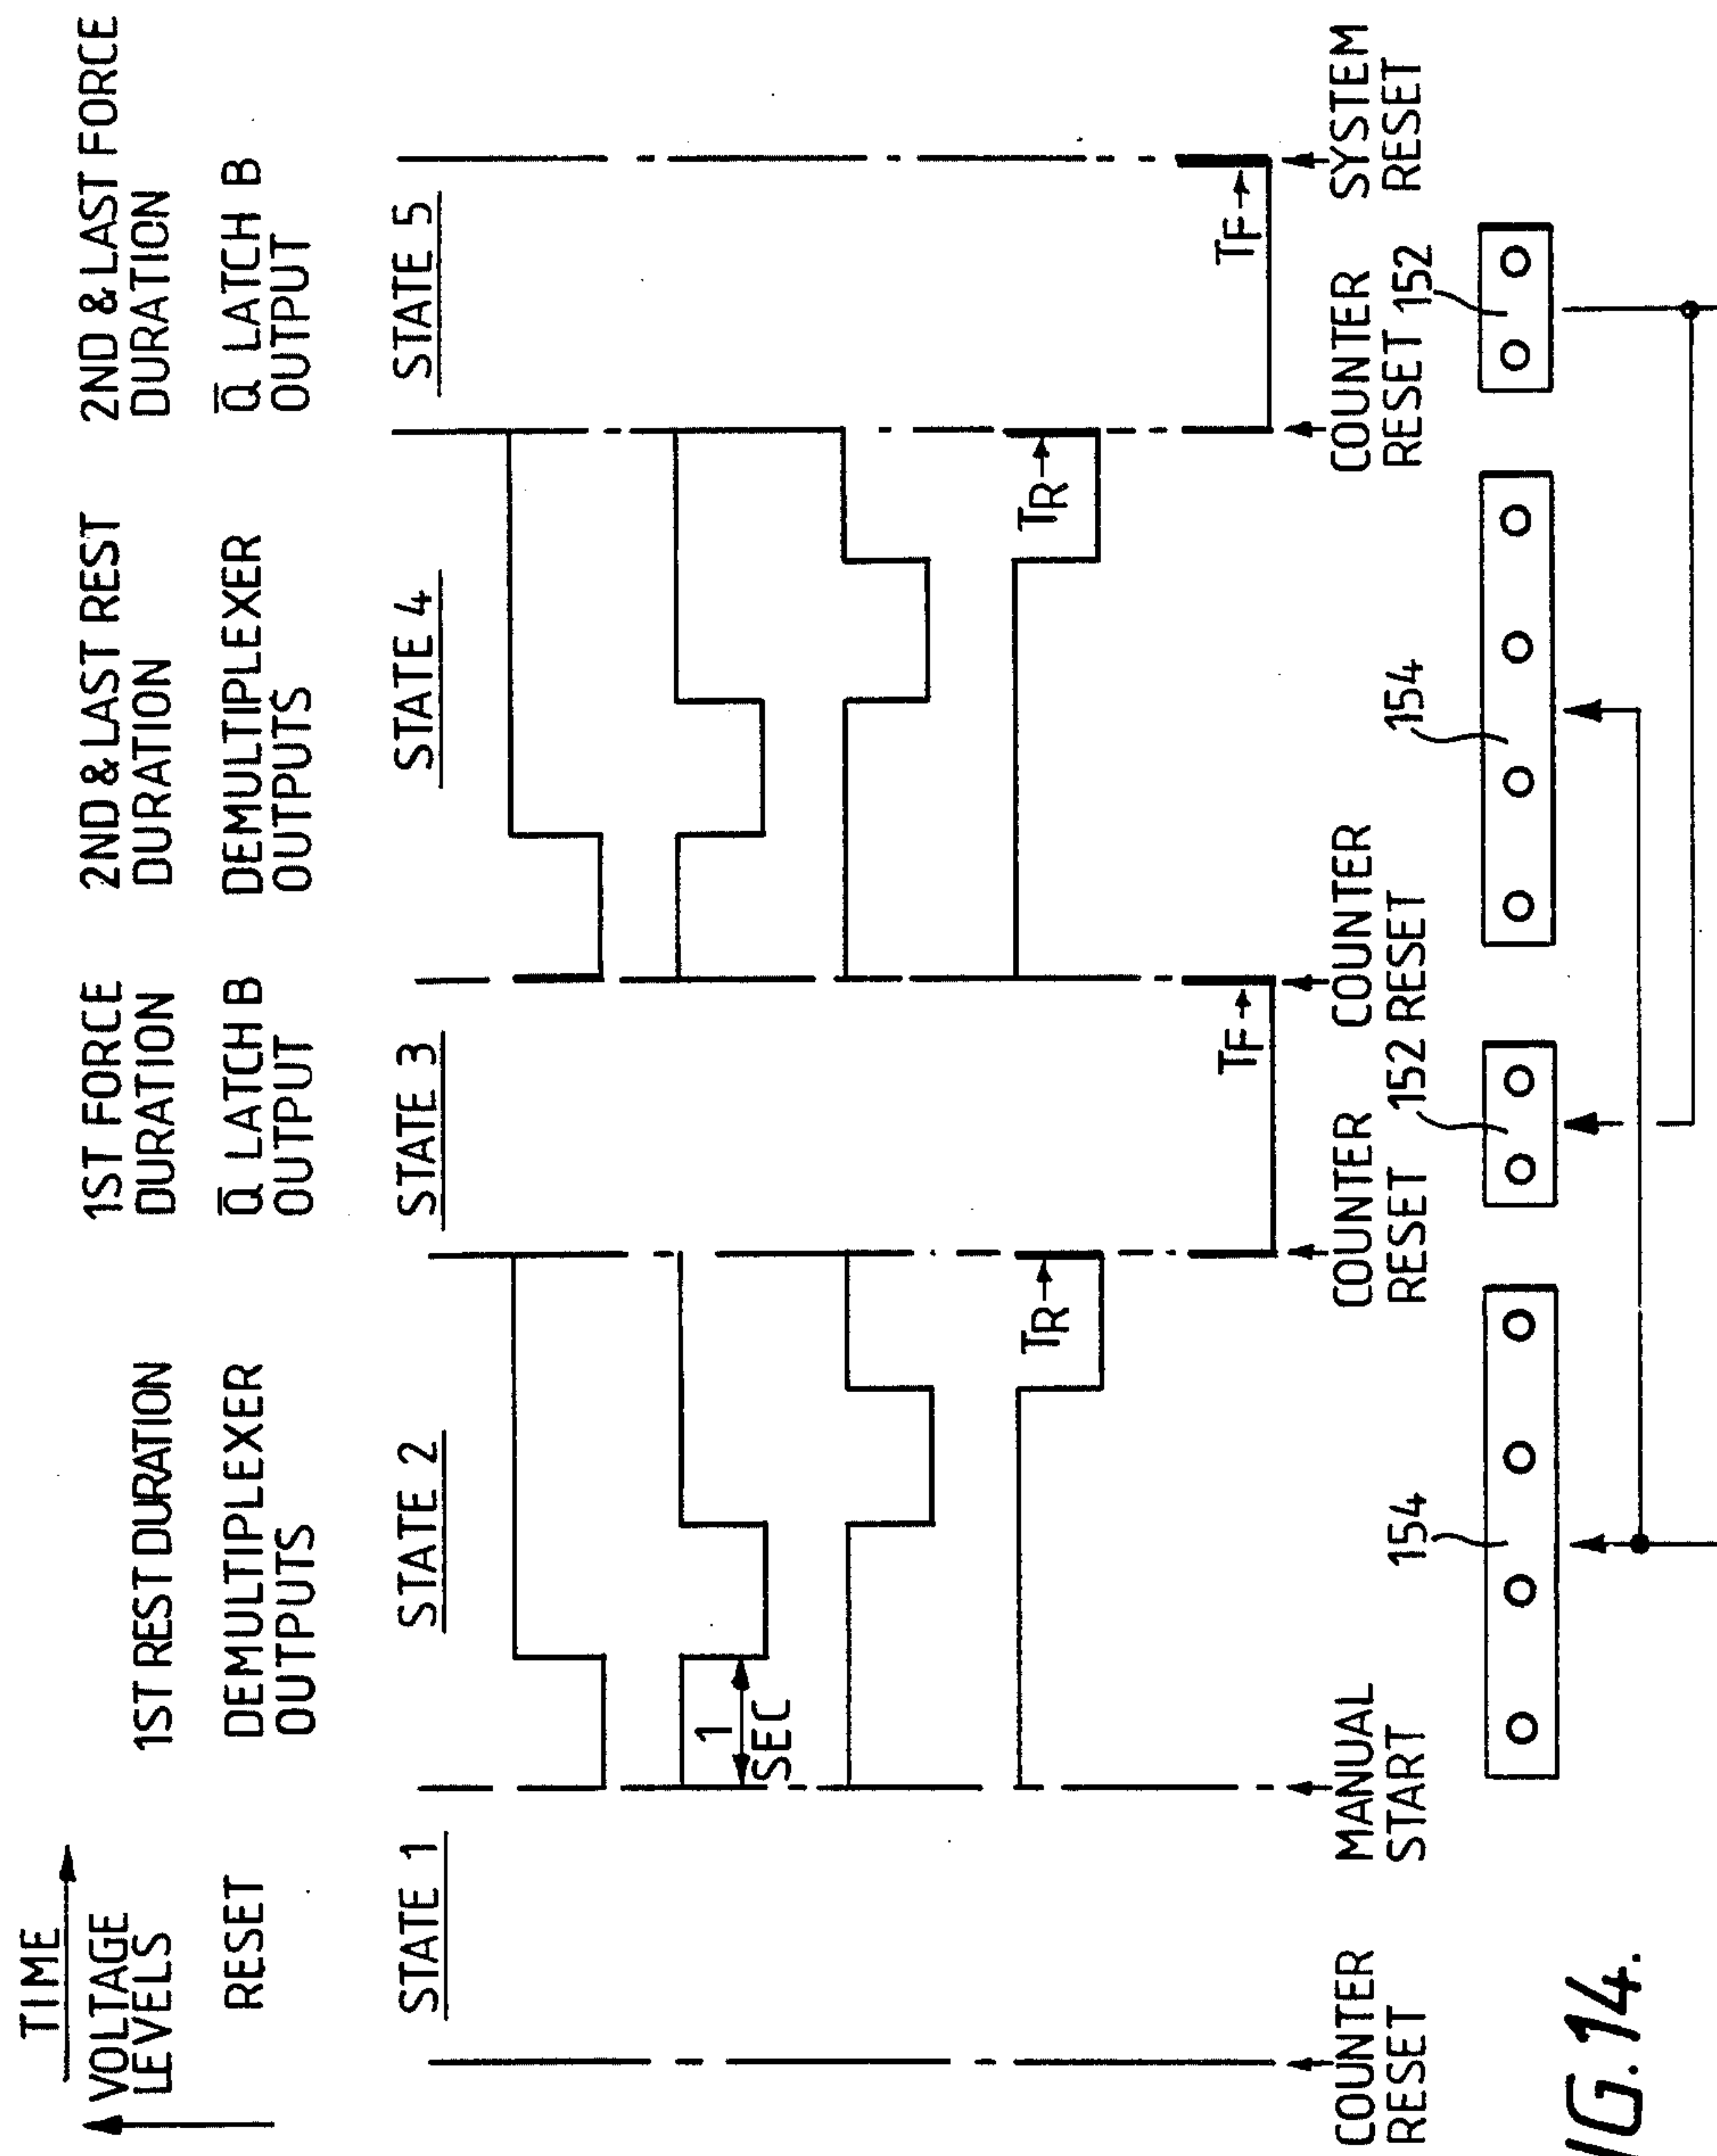 TIME
VOLTAGE
LEVELS
RESET
1ST REST DURATION
DEMULTIPLEXER
OUTPUTS
1ST FORCE
DURATION
Q̅ LATCH B
OUTPUT
2ND & LAST REST
DURATION
DEMULTIPLEXER
OUTPUTS
2ND & LAST FORCE
DURATION
Q̅ LATCH B
OUTPUT
STATE 1
STATE 2
STATE 3
STATE 4
STATE 5
1
SEC
TR
TF
TR
TF
COUNTER
RESET
MANUAL
START
COUNTER
RESET
COUNTER
RESET
COUNTER
RESET
SYSTEM
RESET
154
152
154
152
IG.14.